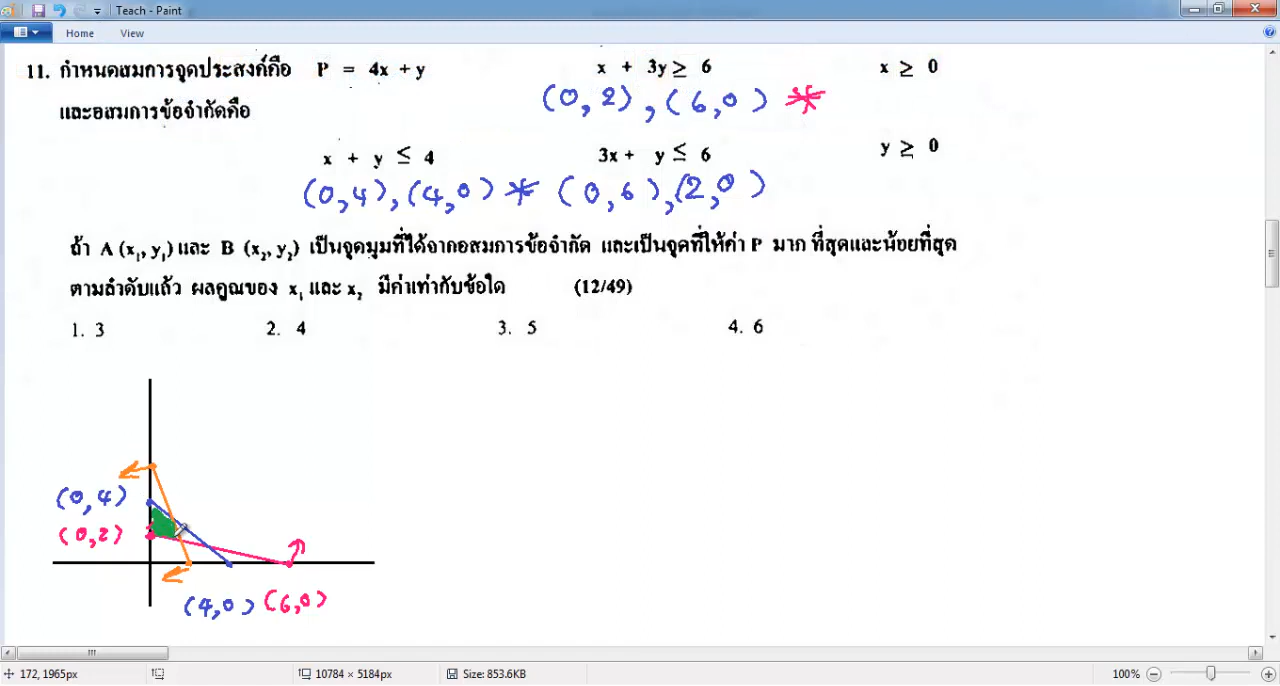 Teach - Paint
Home View
11. กำหนดสมการจุดประสงค์คือ P = 4x + y x + 3y ≥ 6 x ≥ 0
(0, 2), (6, 0) *
และอสมการข้อจำกัดคือ
x + y ≤ 4 3x + y ≤ 6 y ≥ 0
(0, 4), (4, 0) * (0, 6), (2, 0)
ถ้า A (x₁, y₁) และ B (x₂, y₂) เป็นจุดมุมที่ได้จากอสมการข้อจำกัด และเป็นจุดที่ให้ค่า P มาก ที่สุดและน้อยที่สุด
ตามลำดับแล้ว ผลคูณของ x₁ และ x₂ มีค่าเท่ากับข้อใด (12/49)
1. 3 2. 4 3. 5 4. 6
(0, 4)
(0, 2)
(4, 0) (6, 0)
172, 1965px 10784 × 5184px Size: 853.6KB 100%